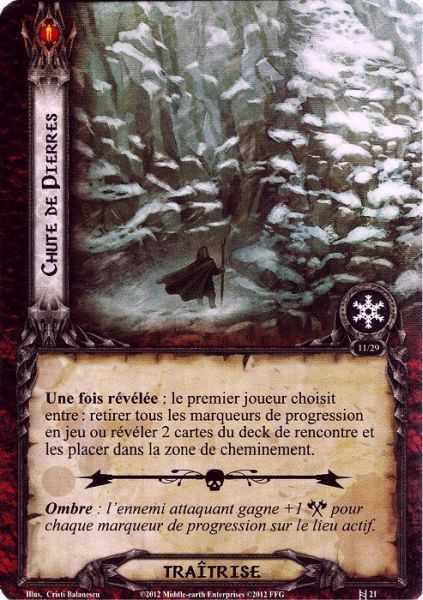 CHUTE DE PIERRES
11/29
Une fois révélée : le premier joueur choisit
entre : retirer tous les marqueurs de progression
en jeu ou révéler 2 cartes du deck de rencontre et
les placer dans la zone de cheminement.
Ombre : l'ennemi attaquant gagne +1 pour
chaque marqueur de progression sur le lieu actif.
TRAÎTRISE
Illus. Cristi Balanescu ©2012 Middle-earth Enterprises ©2012 FFG 21